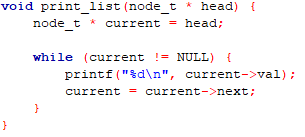 void print_list(node_t * head) {
    node_t * current = head;

    while (current != NULL) {
        printf("%d\n", current->val);
        current = current->next;
    }
}